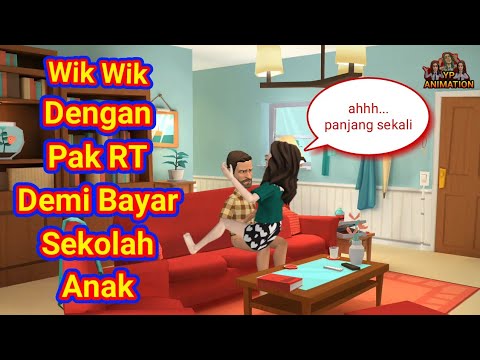 Wik Wik
Dengan
Pak RT
Demi Bayar
Sekolah
Anak
ahhh...
panjang sekali
YP
ANIMATION